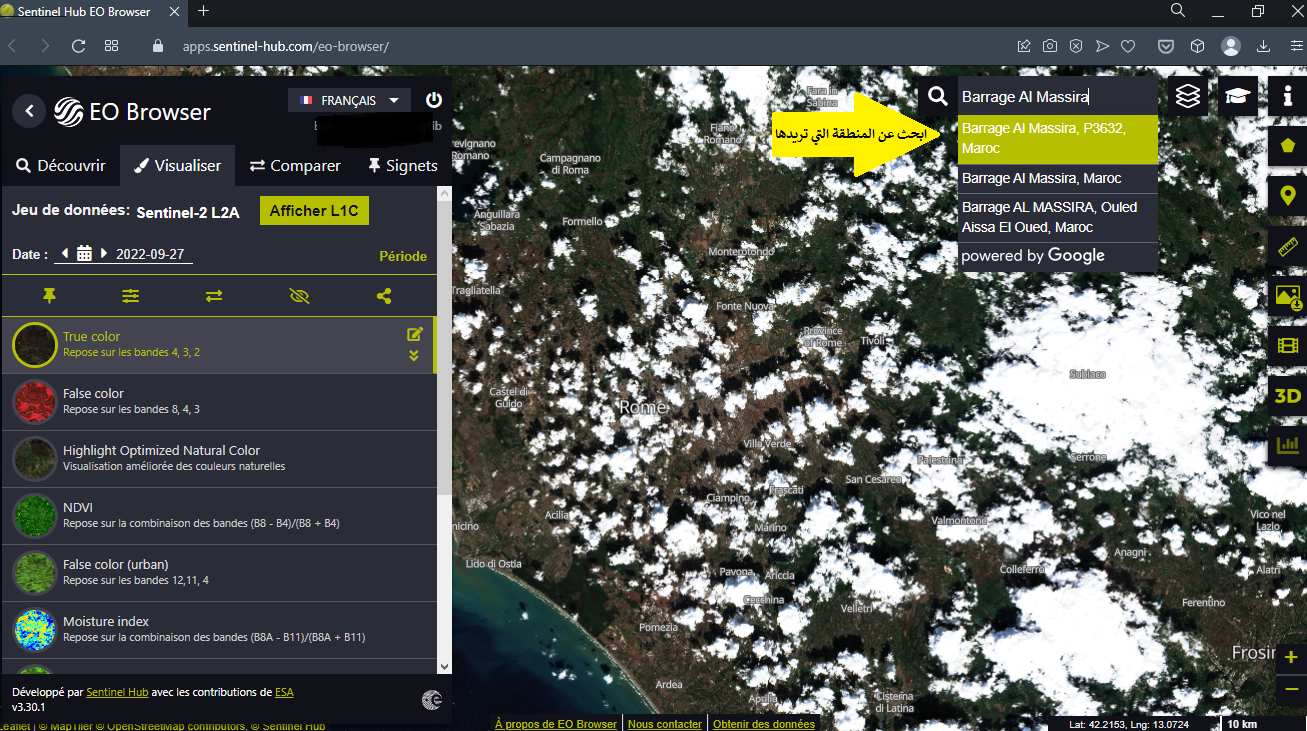 Sentinel Hub EO Browser
apps.sentinel-hub.com/eo-browser/
EO Browser
FRANÇAIS
Découvrir
Visualiser
Comparer
Signets
Jeu de données: Sentinel-2 L2A
Afficher L1C
Date : 2022-09-27
Période
True color
Repose sur les bandes 4, 3, 2
False color
Repose sur les bandes 8, 4, 3
Highlight Optimized Natural Color
Visualisation améliorée des couleurs naturelles
NDVI
Repose sur la combinaison des bandes (B8 - B4)/(B8 + B4)
False color (urban)
Repose sur les bandes 12,11, 4
Moisture index
Repose sur la combinaison des bandes (B8A - B11)/(B8A + B11)
Développé par Sentinel Hub avec les contributions de ESA
v3.30.1
Leaflet | © MapTiler © OpenStreetMap contributors, © Sentinel Hub
Barrage Al Massira
Barrage Al Massira, P3632,
Maroc
Barrage Al Massira, Maroc
Barrage AL MASSIRA, Ouled
Aissa El Oued, Maroc
powered by Google
ابحث عن المنطقة التي تريدها
3D
Fara in
Sabina
Fiano
Romano
revignano
Romano
Campagnano
di Roma
Anguillara
Sabazia
Formello
Monterotondo
Tragliatella
Fonte Nuova
Province
of Rome
Tivoli
Subiaco
Castel di
Guido
Rome
Villa Verde
Palestrina
Serrone
San Cesareo
Frascati
Ciampino
Acilia
Marino
micino
Valmontone
Vico nel
Lazio
Lido di Ostia
Anagni
Colleferro
Alatri
Pavona
Ariccia
Cecchina
Velletri
Ferentino
Pomezia
Frosin
Ardea
Aprilia
Cisterna
di Latina
À propos de EO Browser
Nous contacter
Obtenir des données
Lat: 42.2153, Lng: 13.0724
10 km